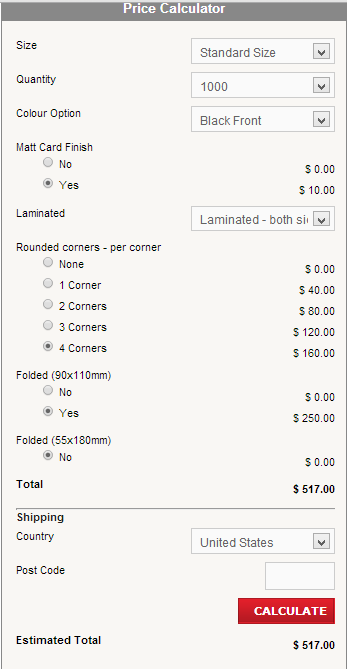 Price Calculator
Size Standard Size
Quantity 1000
Colour Option Black Front
Matt Card Finish
No $ 0.00
Yes $ 10.00
Laminated Laminated - both si
Rounded corners - per corner
None $ 0.00
1 Corner $ 40.00
2 Corners $ 80.00
3 Corners $ 120.00
4 Corners $ 160.00
Folded (90x110mm)
No $ 0.00
Yes $ 250.00
Folded (55x180mm)
No $ 0.00
Total $ 517.00
Shipping
Country United States
Post Code
CALCULATE
Estimated Total $ 517.00